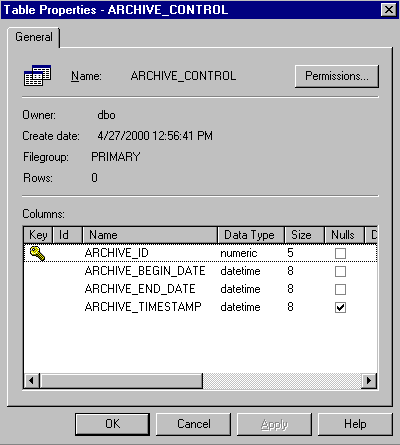 Table Properties - ARCHIVE_CONTROL
General
Name: ARCHIVE_CONTROL Permissions...
Owner: dbo
Create date: 4/27/2000 12:56:41 PM
Filegroup: PRIMARY
Rows: 0
Columns:
Key Id Name Data Type Size Nulls D
ARCHIVE_ID numeric 5
ARCHIVE_BEGIN_DATE datetime 8
ARCHIVE_END_DATE datetime 8
ARCHIVE_TIMESTAMP datetime 8
OK Cancel Apply Help